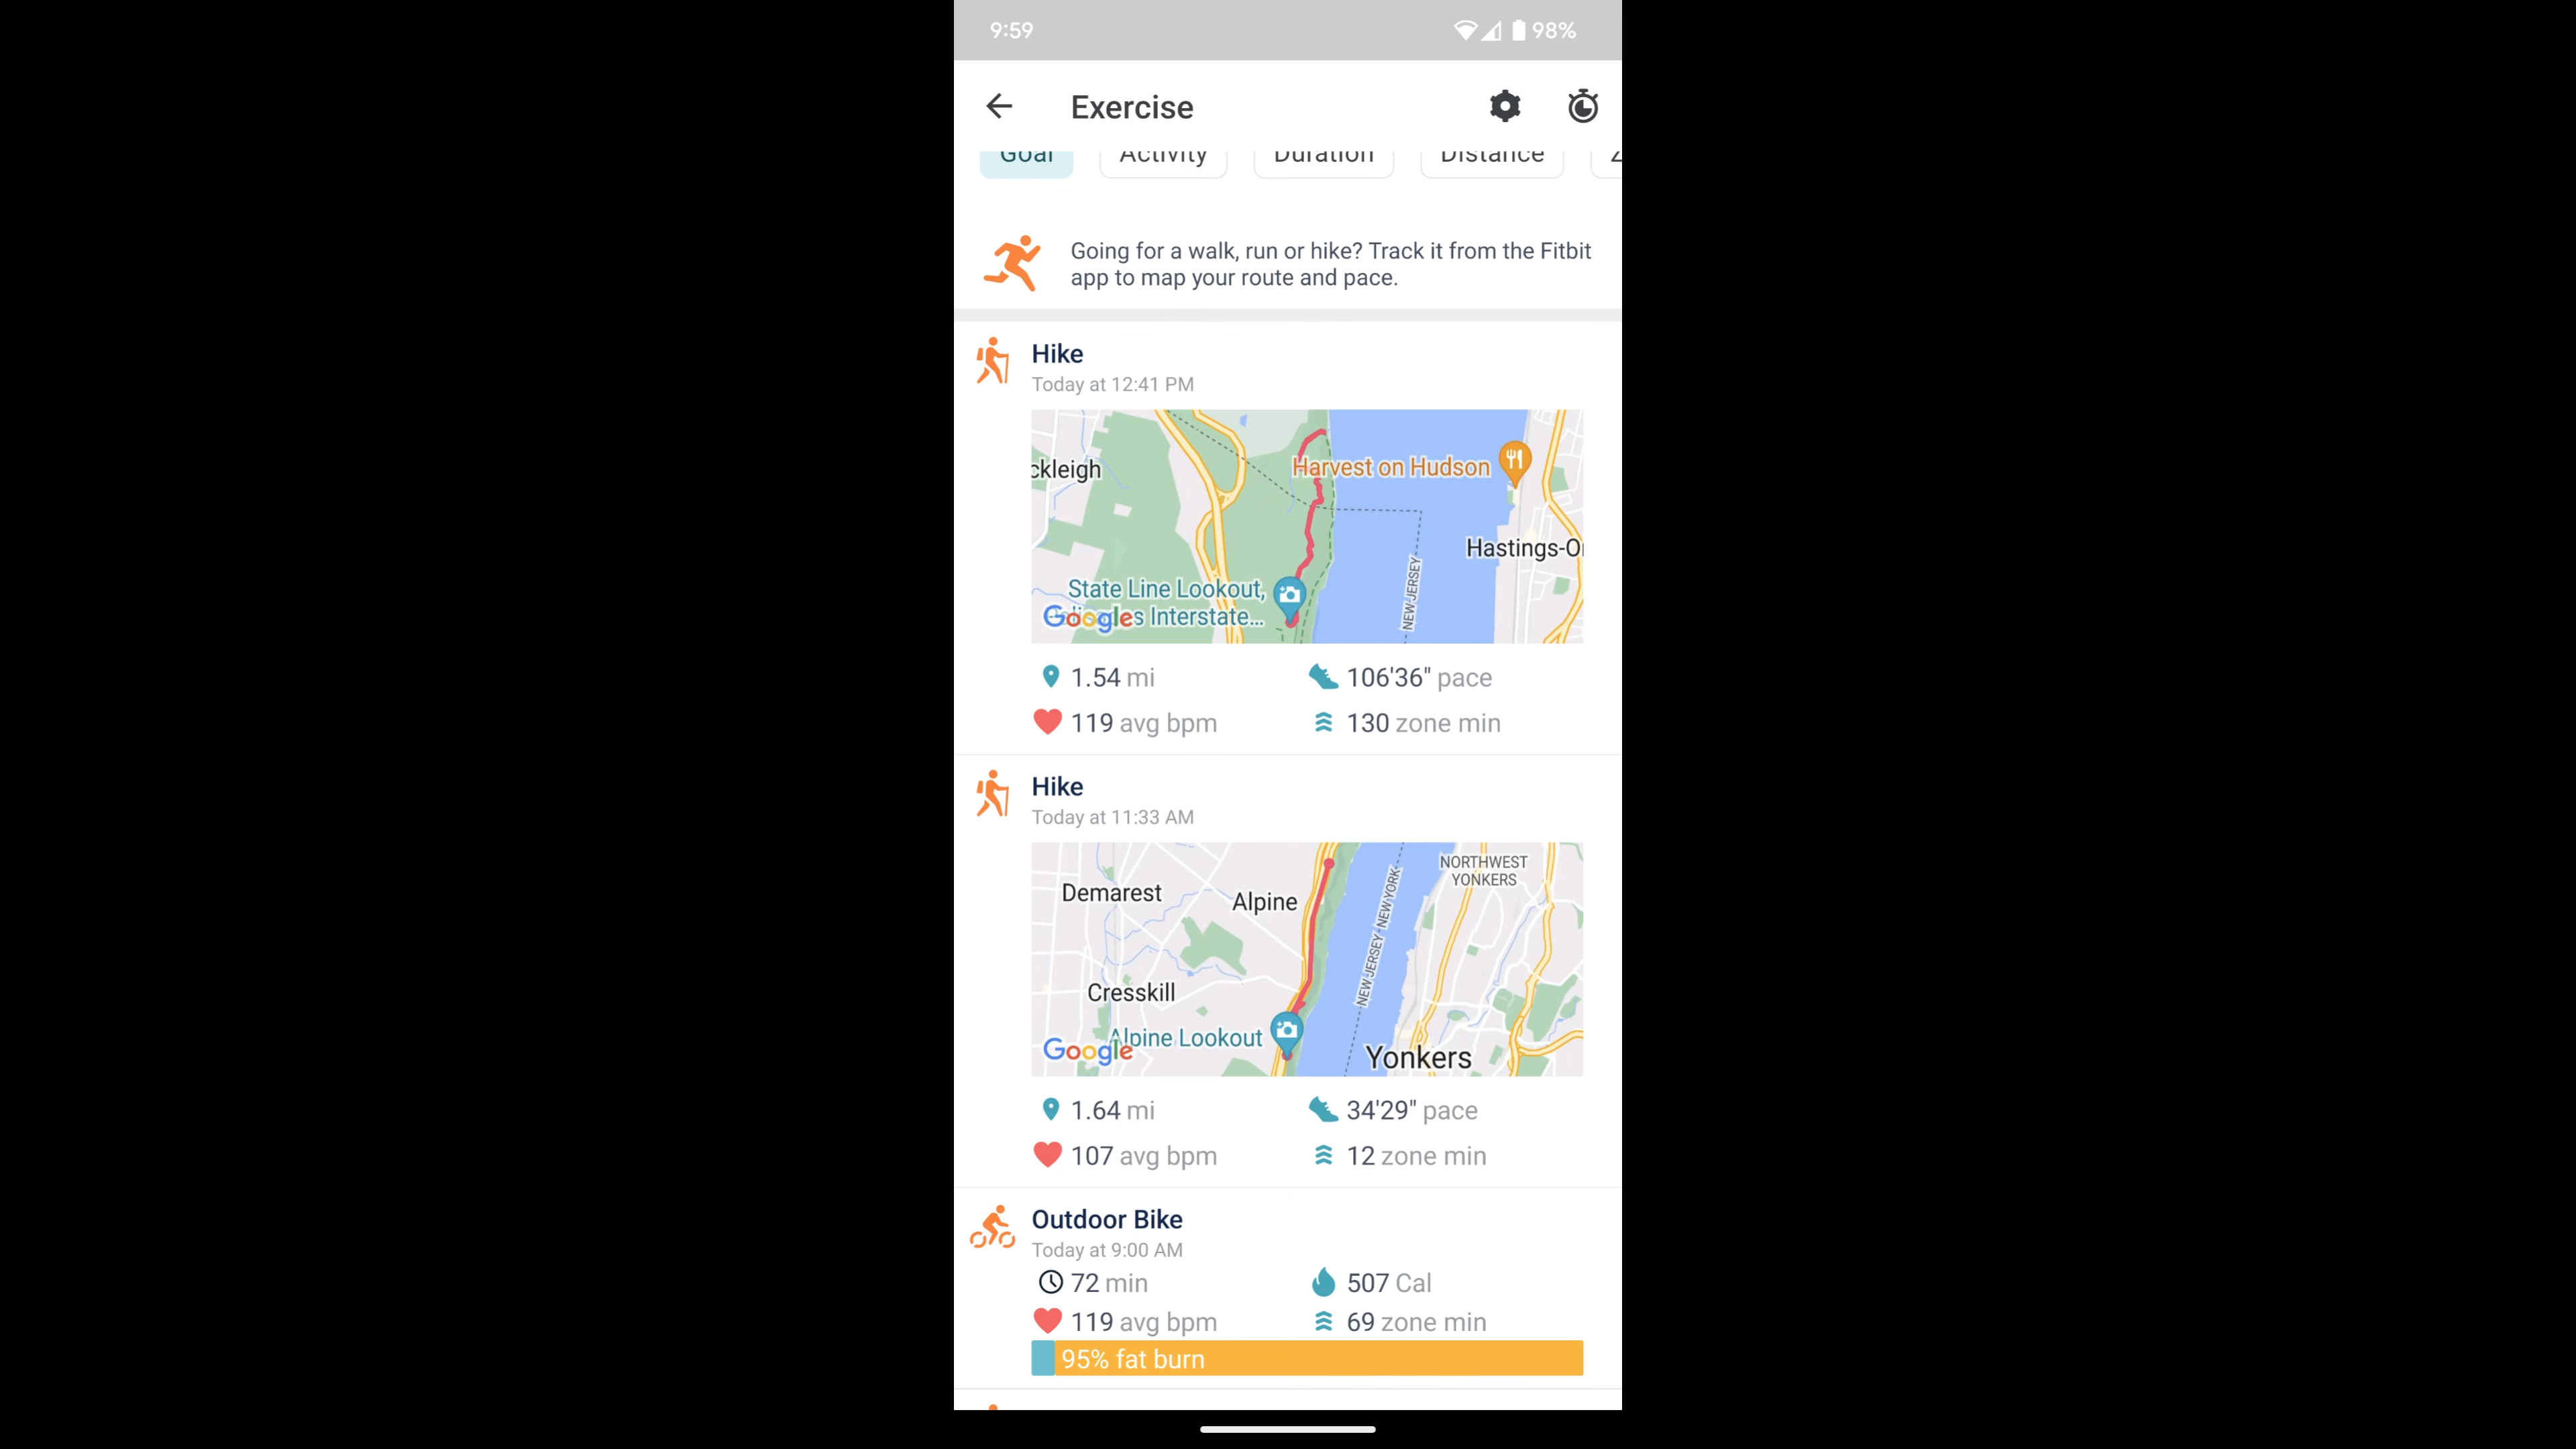 9:59
98%
Exercise
Goal
Activity
Duration
Distance
Going for a walk, run or hike? Track it from the Fitbit
app to map your route and pace.
Hike
Today at 12:41 PM
ckleigh
Harvest on Hudson
Hastings-O
State Line Lookout,
Interstate...
Google
NEW JERSEY
1.54 mi
106'36" pace
119 avg bpm
130 zone min
Hike
Today at 11:33 AM
NORTHWEST
YONKERS
Demarest
Alpine
NEW JERSEY
NEW YORK
Cresskill
Alpine Lookout
Google
Yonkers
1.64 mi
34'29" pace
107 avg bpm
12 zone min
Outdoor Bike
Today at 9:00 AM
72 min
507 Cal
119 avg bpm
69 zone min
95% fat burn